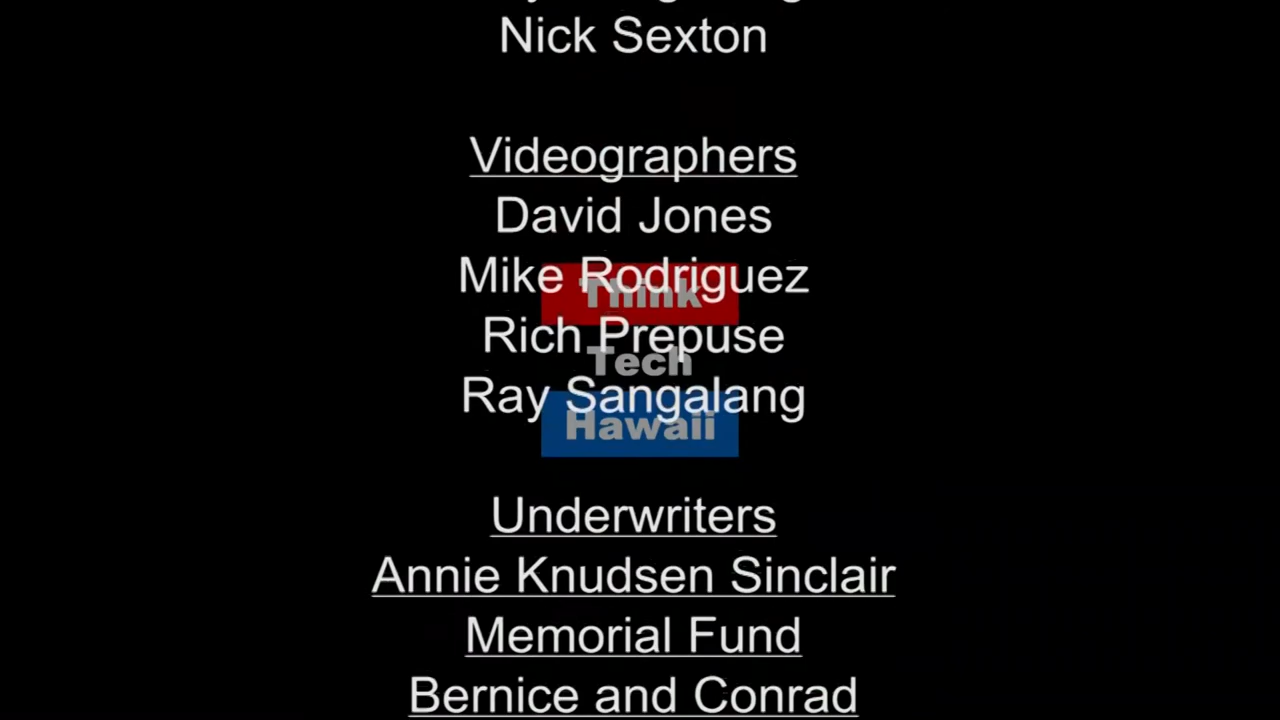 Nick Sexton
Videographers
David Jones
Mike Rodriguez
Think
Rich Prepuse
Tech
Ray Sangalang
Hawaii
Underwriters
Annie Knudsen Sinclair
Memorial Fund
Bernice and Conrad